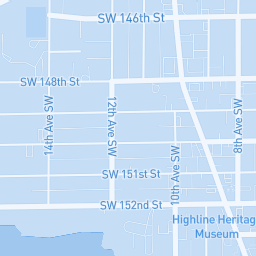 SW 146th St
SW 148th St
14th Ave SW
12th Ave SW
10th Ave SW
8th Ave SW
SW 151st St
SW 152nd St
Highline Heritag
Museum